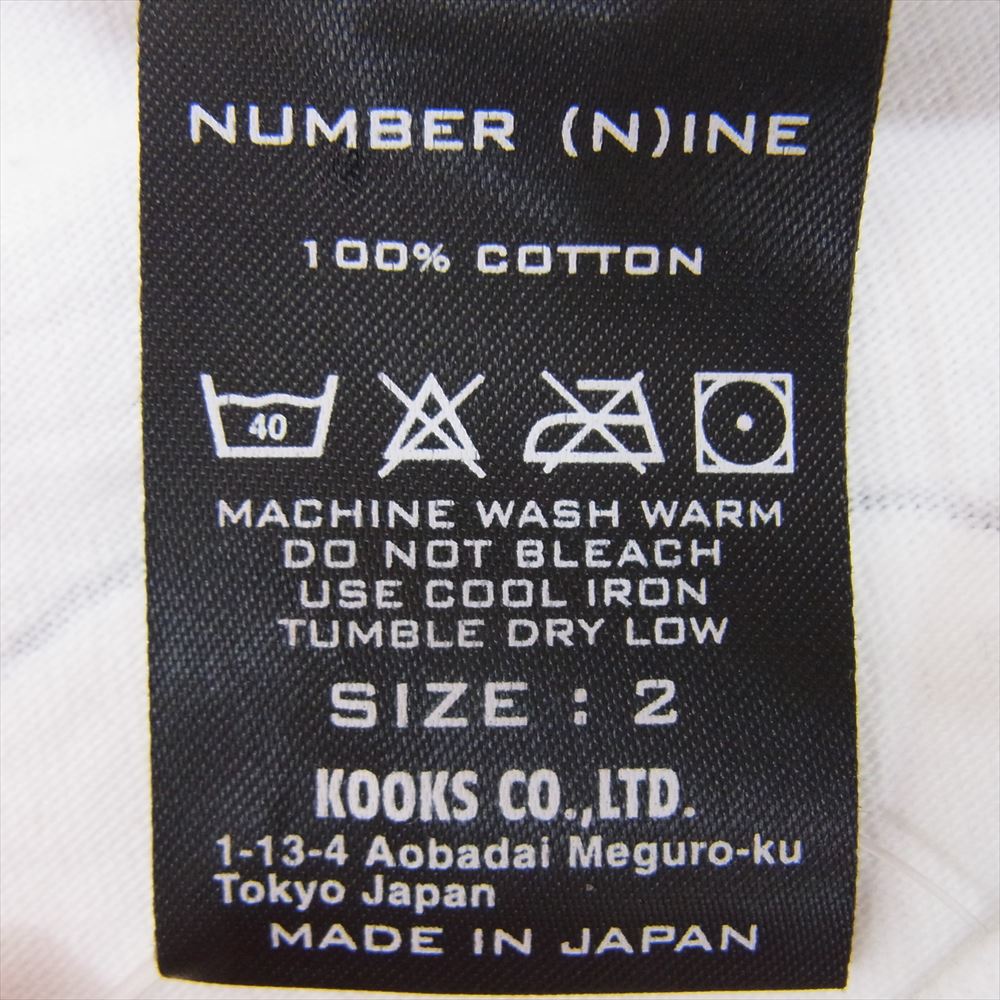 NUMBER (N)INE
100% COTTON
40
MACHINE WASH WARM
DO NOT BLEACH
USE COOL IRON
TUMBLE DRY LOW
SIZE : 2
KOOKS CO.,LTD.
1-13-4 Aobadai Meguro-ku
Tokyo Japan
MADE IN JAPAN